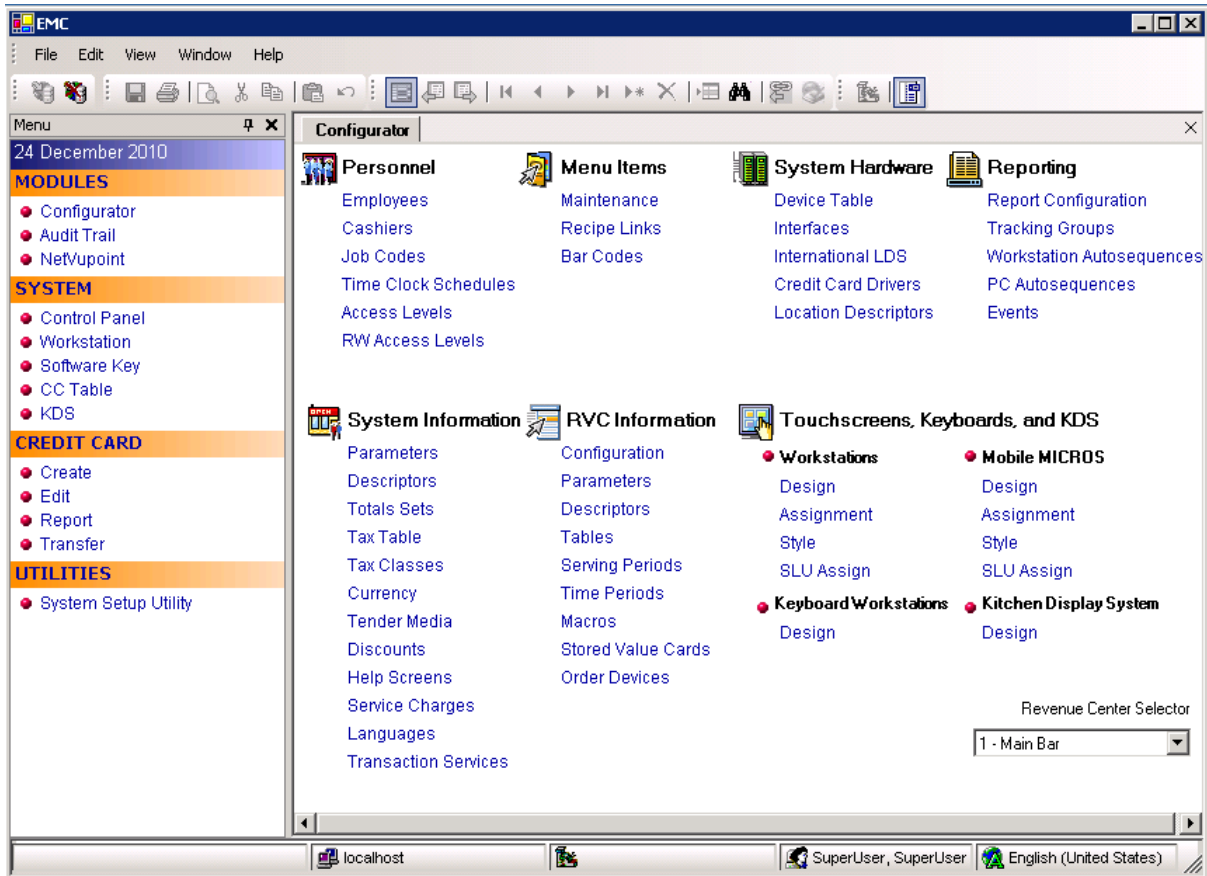 EMC
File Edit View Window Help
Menu
24 December 2010
MODULES
Configurator
Audit Trail
NetVupoint
SYSTEM
Control Panel
Workstation
Software Key
CC Table
KDS
CREDIT CARD
Create
Edit
Report
Transfer
UTILITIES
System Setup Utility
Configurator
Personnel
Employees
Cashiers
Job Codes
Time Clock Schedules
Access Levels
RW Access Levels
Menu Items
Maintenance
Recipe Links
Bar Codes
System Hardware
Device Table
Interfaces
International LDS
Credit Card Drivers
Location Descriptors
Reporting
Report Configuration
Tracking Groups
Workstation Autosequences
PC Autosequences
Events
OPEN
System Information
Parameters
Descriptors
Totals Sets
Tax Table
Tax Classes
Currency
Tender Media
Discounts
Help Screens
Service Charges
Languages
Transaction Services
RVC Information
Configuration
Parameters
Descriptors
Tables
Serving Periods
Time Periods
Macros
Stored Value Cards
Order Devices
Touchscreens, Keyboards, and KDS
Workstations
Design
Assignment
Style
SLU Assign
Mobile MICROS
Design
Assignment
Style
SLU Assign
Keyboard Workstations
Design
Kitchen Display System
Design
Revenue Center Selector
1 - Main Bar
localhost
SuperUser, SuperUser
English (United States)